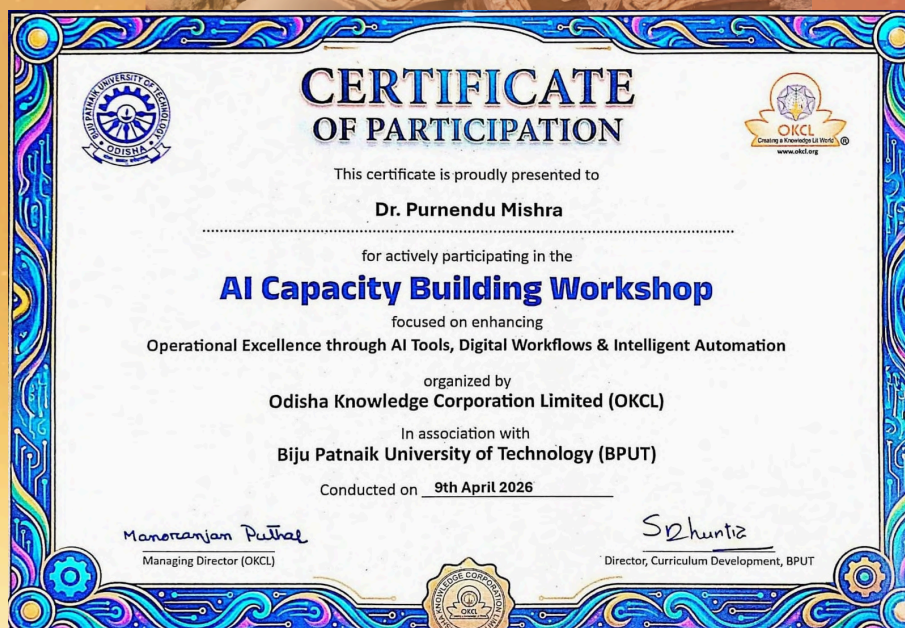 CERTIFICATE
OF PARTICIPATION
BIJU PATNAIK UNIVERSITY OF TECHNOLOGY
ODISHA
OKCL
Creating a Knowledge Lit World
®
www.okcl.org
This certificate is proudly presented to
Dr. Purnendu Mishra
for actively participating in the
AI Capacity Building Workshop
focused on enhancing
Operational Excellence through AI Tools, Digital Workflows & Intelligent Automation
organized by
Odisha Knowledge Corporation Limited (OKCL)
In association with
Biju Patnaik University of Technology (BPUT)
Conducted on 9th April 2026
Manoranjan Puthal
Managing Director (OKCL)
Director, Curriculum Development, BPUT
KNOWLEDGE CORPORATION
OKCL